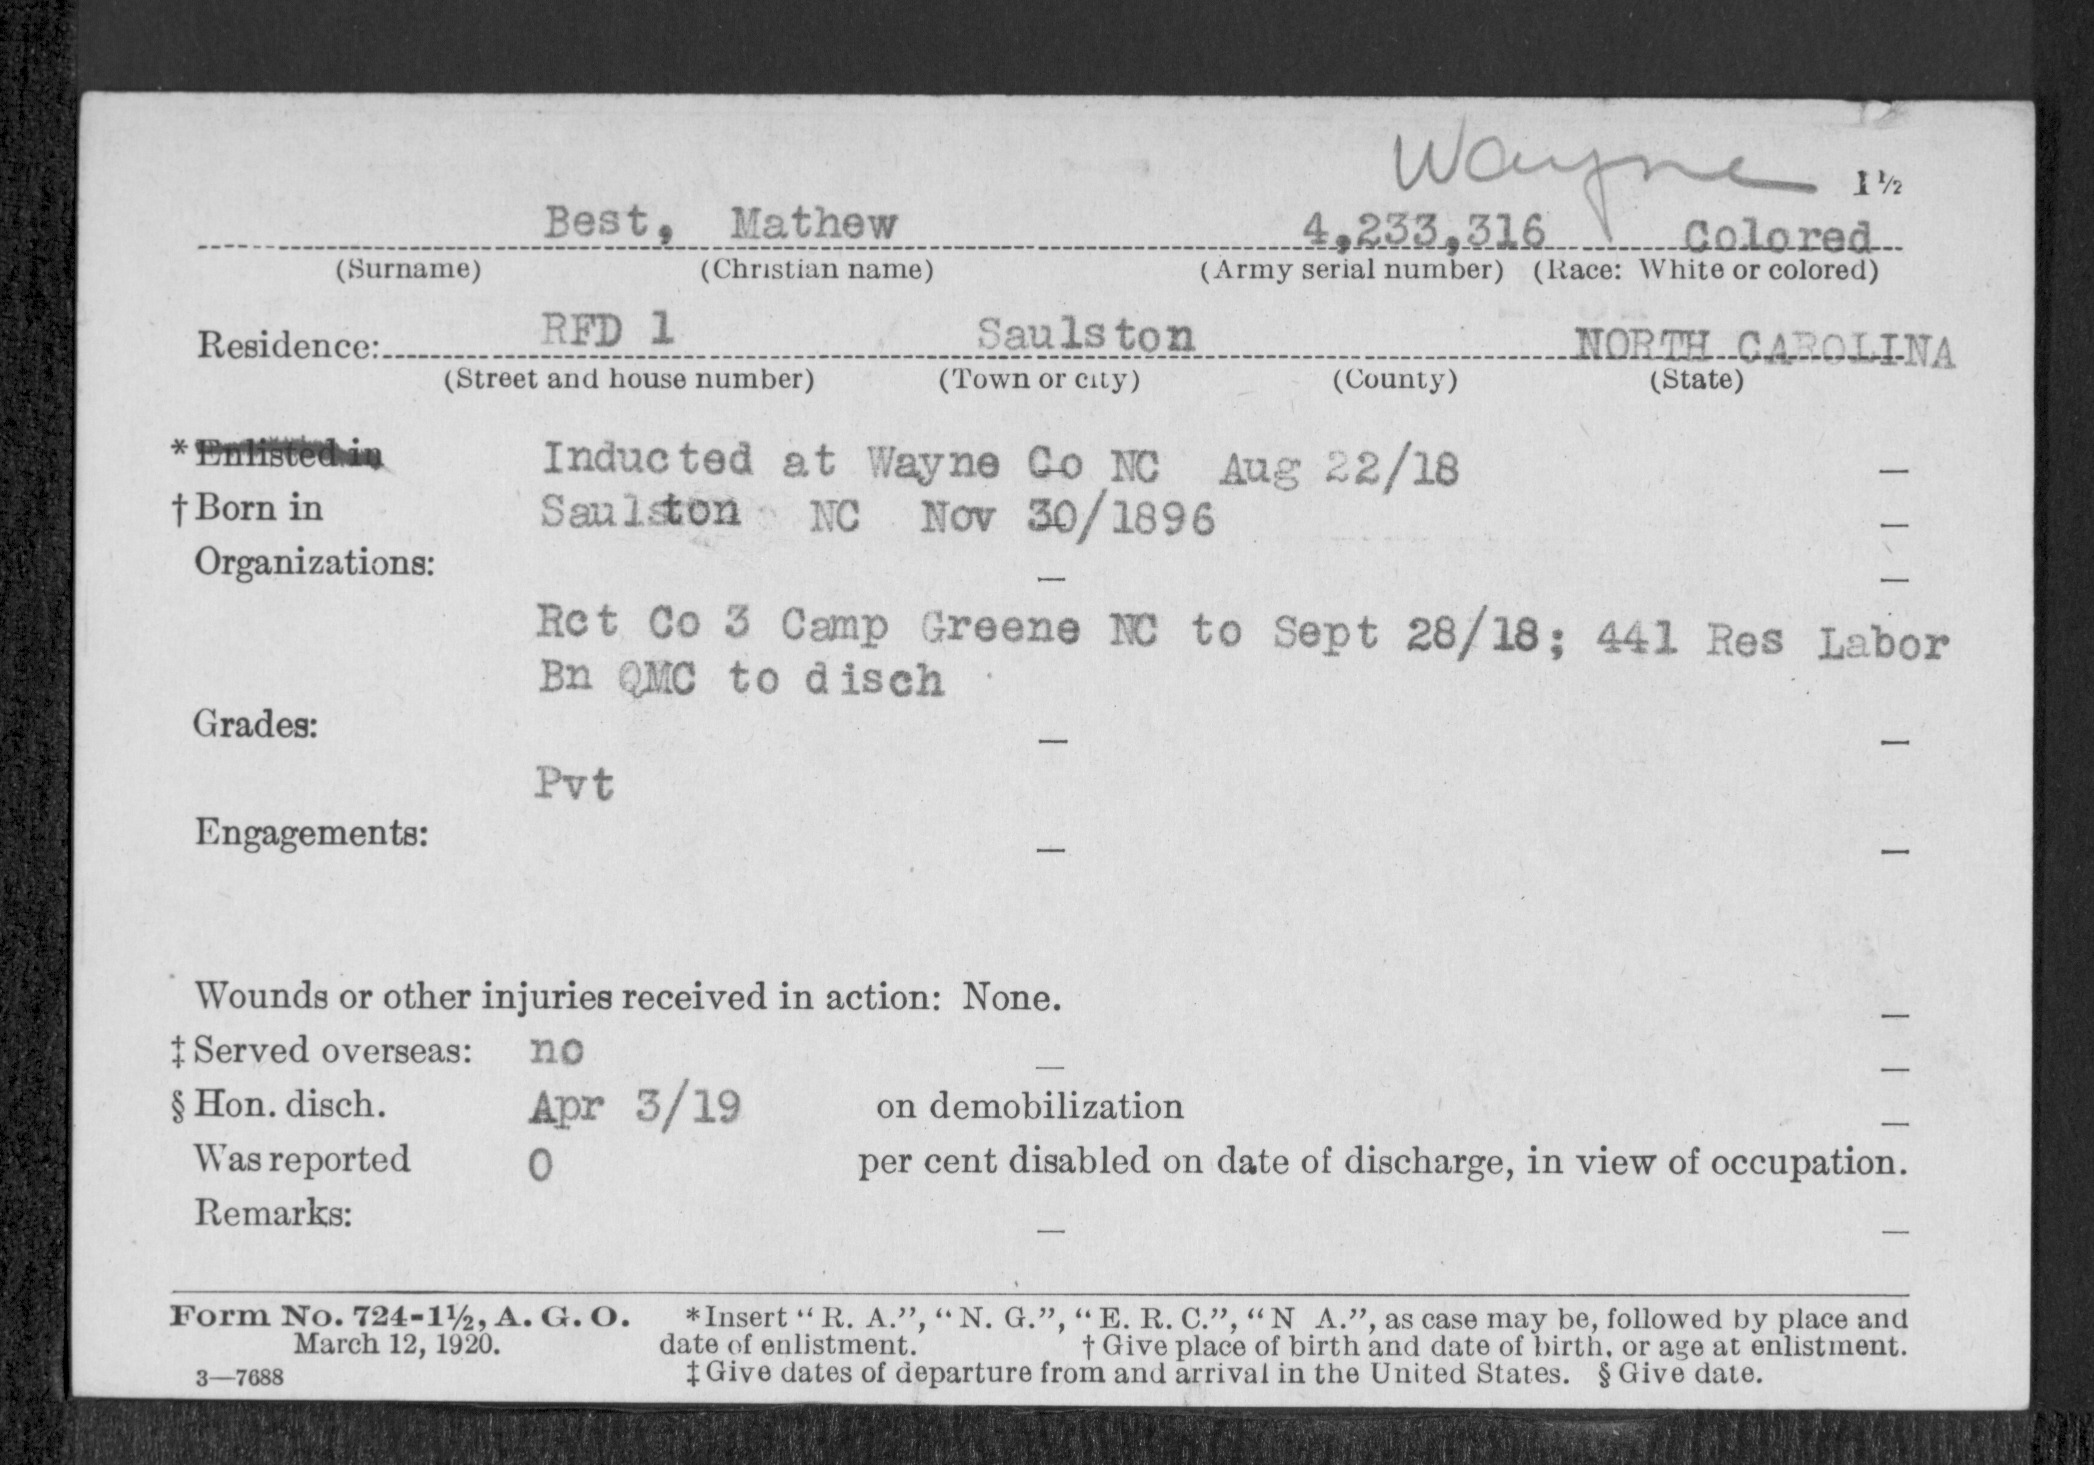 Wayne
1½
Best, Mathew 4,233,316 Colored
(Surname) (Christian name) (Army serial number) (Race: White or colored)
Residence: RFD 1 Saulston NORTH CAROLINA
(Street and house number) (Town or city) (County) (State)
*Enlisted in Inducted at Wayne Co NC Aug 22/18 —
†Born in Saulston NC Nov 30/1896 —
Organizations: — —
Rct Co 3 Camp Greene NC to Sept 28/18; 441 Res Labor
Bn QMC to disch
Grades: — —
Pvt
Engagements: — —
Wounds or other injuries received in action: None. —
‡Served overseas: no — —
§Hon. disch. Apr 3/19 on demobilization —
Was reported 0 per cent disabled on date of discharge, in view of occupation.
Remarks: — —
Form No. 724-1½, A. G. O. *Insert "R. A.", "N. G.", "E. R. C.", "N A.", as case may be, followed by place and
March 12, 1920. date of enlistment. †Give place of birth and date of birth, or age at enlistment.
3—7688 ‡Give dates of departure from and arrival in the United States. §Give date.